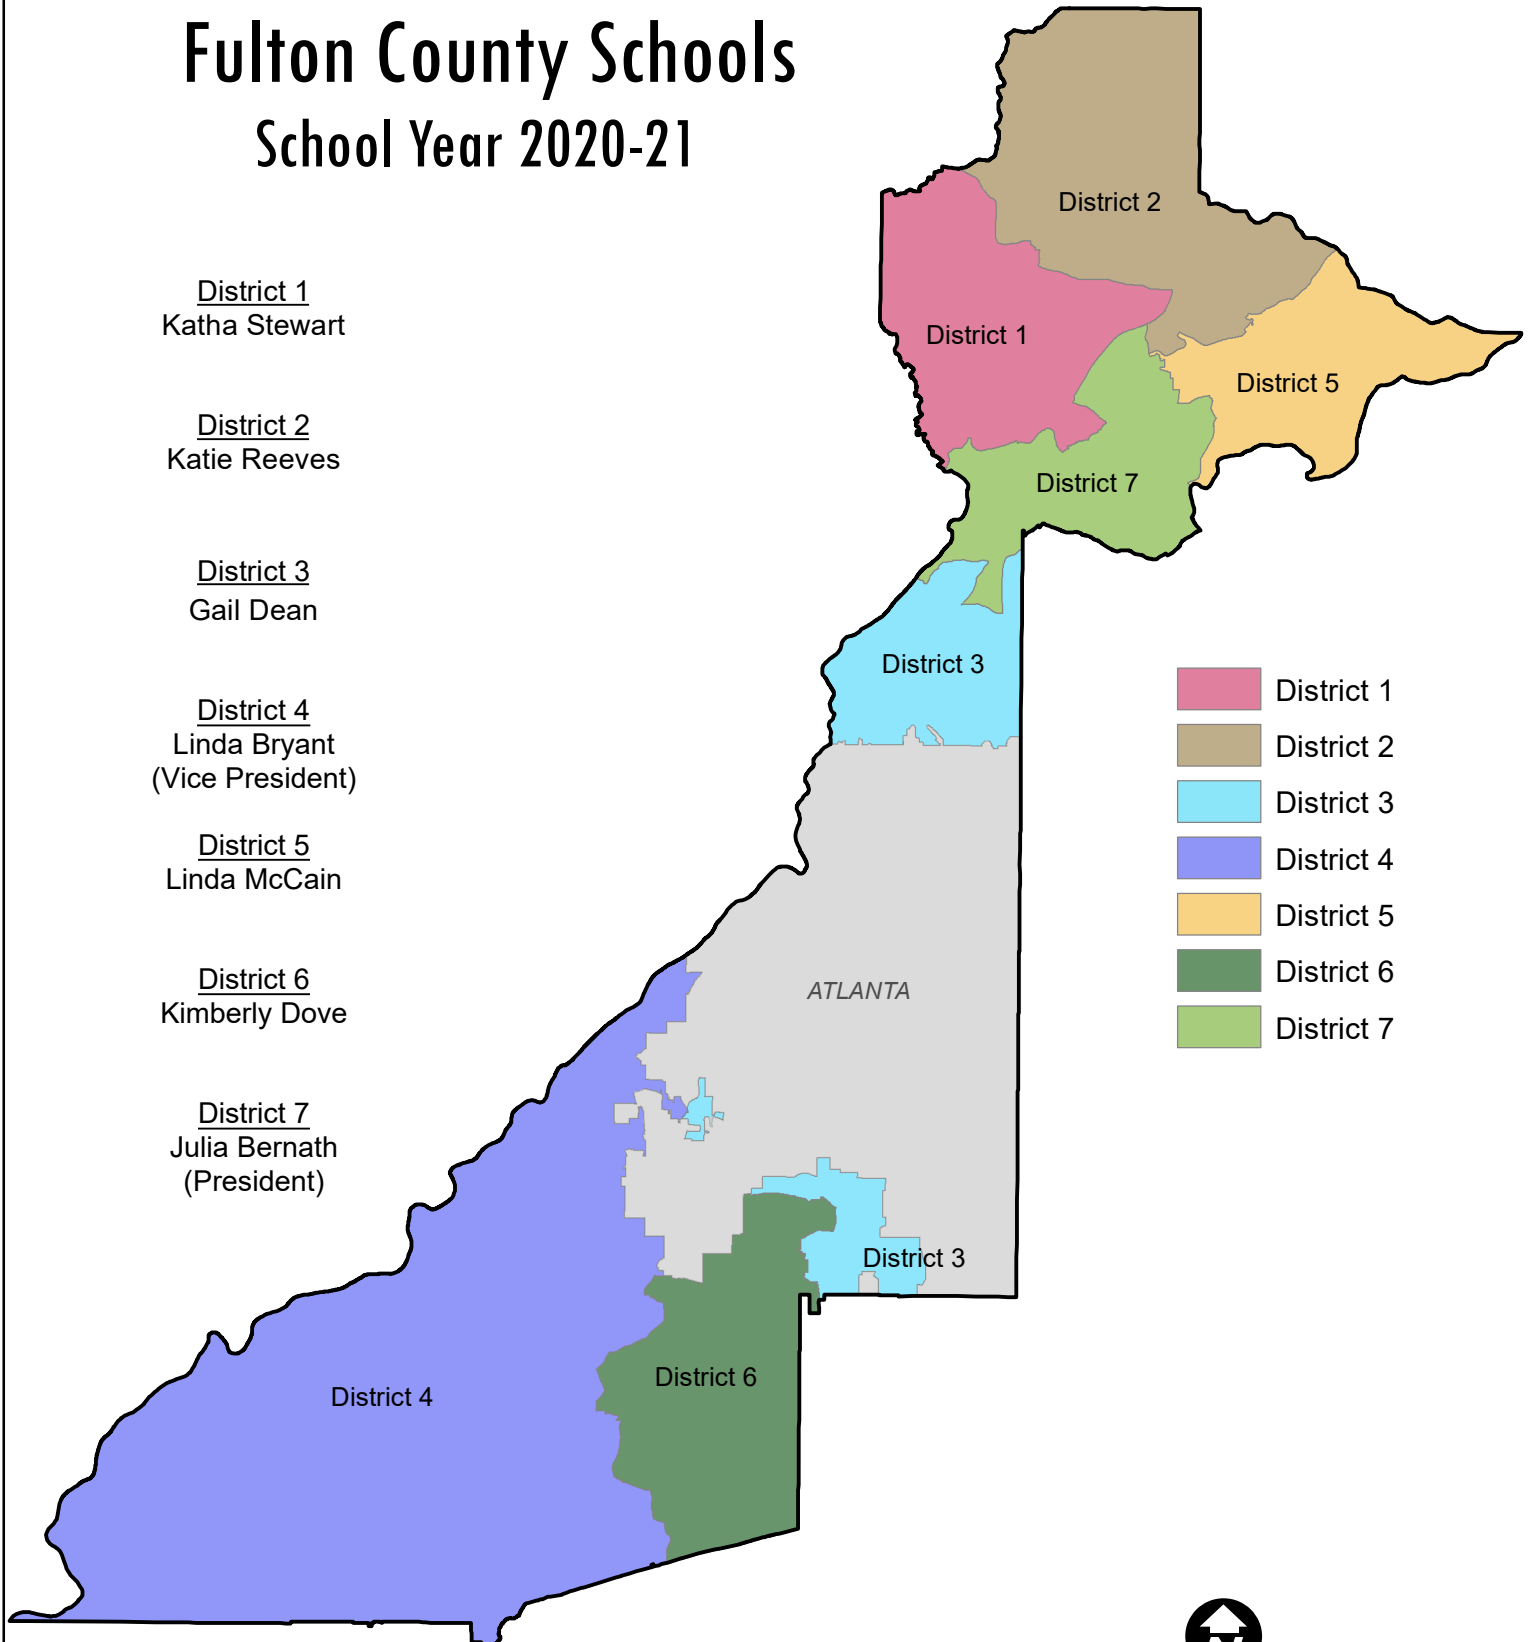 Fulton County Schools
School Year 2020-21
District 1
Katha Stewart
District 2
Katie Reeves
District 3
Gail Dean
District 4
Linda Bryant
(Vice President)
District 5
Linda McCain
District 6
Kimberly Dove
District 7
Julia Bernath
(President)
District 2
District 1
District 5
District 7
District 3
ATLANTA
District 3
District 6
District 4
District 1
District 2
District 3
District 4
District 5
District 6
District 7